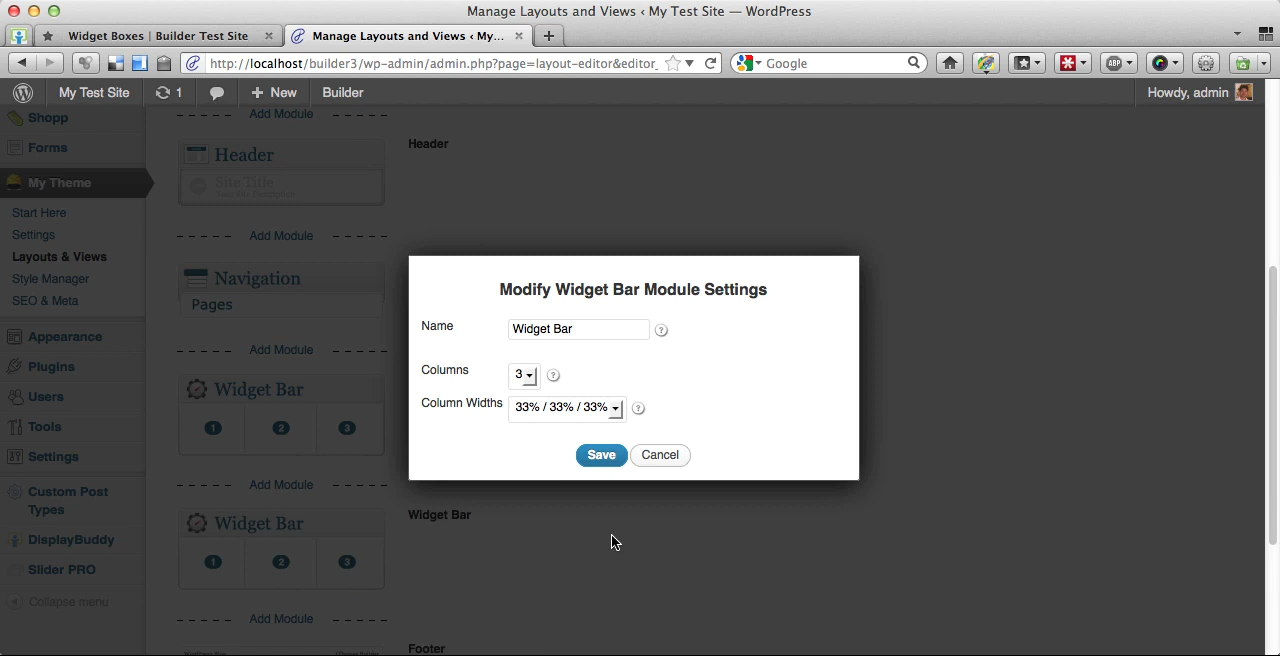 Manage Layouts and Views ‹ My Test Site — WordPress
Widget Boxes | Builder Test Site
Manage Layouts and Views ‹ My...
http://localhost/builder3/wp-admin/admin.php?page=layout-editor&editor_
Google
ABP
My Test Site
1
+ New
Builder
Howdy, admin
Shopp
Forms
My Theme
Start Here
Settings
Layouts & Views
Style Manager
SEO & Meta
Appearance
Plugins
Users
Tools
Settings
Custom Post
Types
DisplayBuddy
Slider PRO
Collapse menu
Add Module
Header
Header
Site Title
Add Module
Navigation
Pages
Add Module
Widget Bar
1 2 3
Add Module
Widget Bar
Widget Bar
1 2 3
Add Module
Footer
Modify Widget Bar Module Settings
Name
Widget Bar
?
Columns
3
?
Column Widths
33% / 33% / 33%
?
Save
Cancel